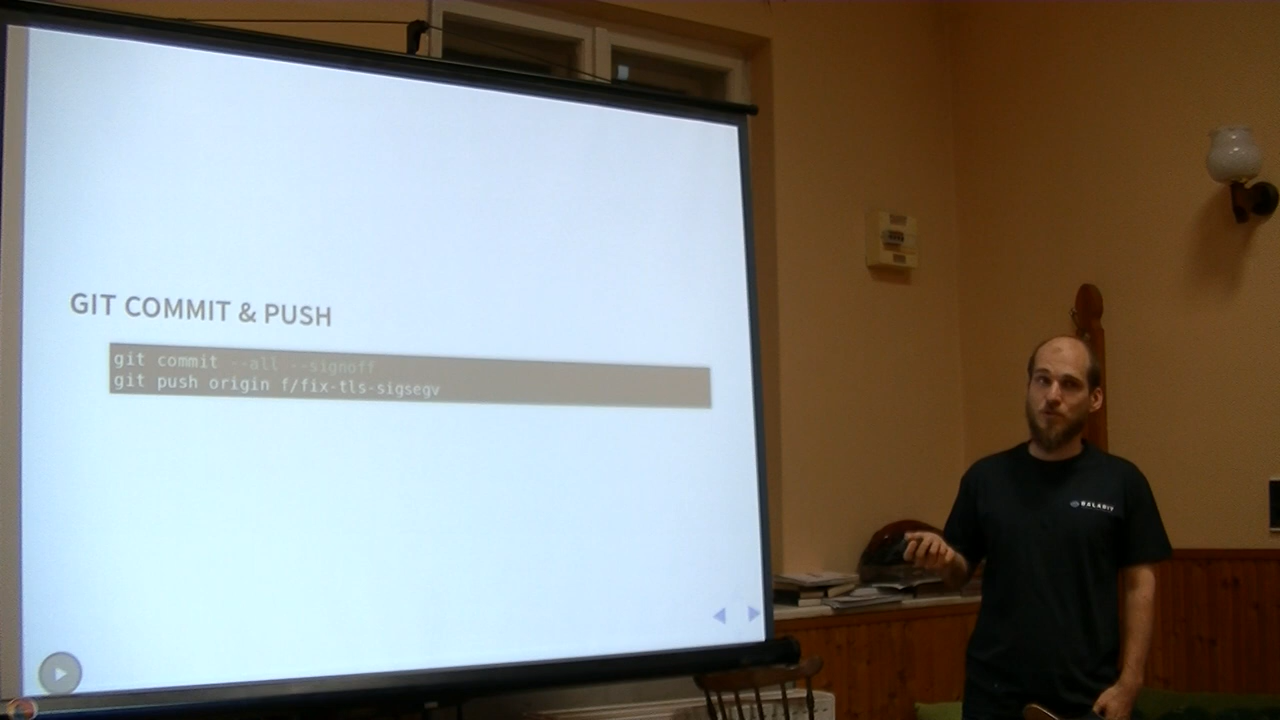 GIT COMMIT & PUSH
git commit --all --signoff
git push origin f/fix-tls-sigsegv
BALABIT